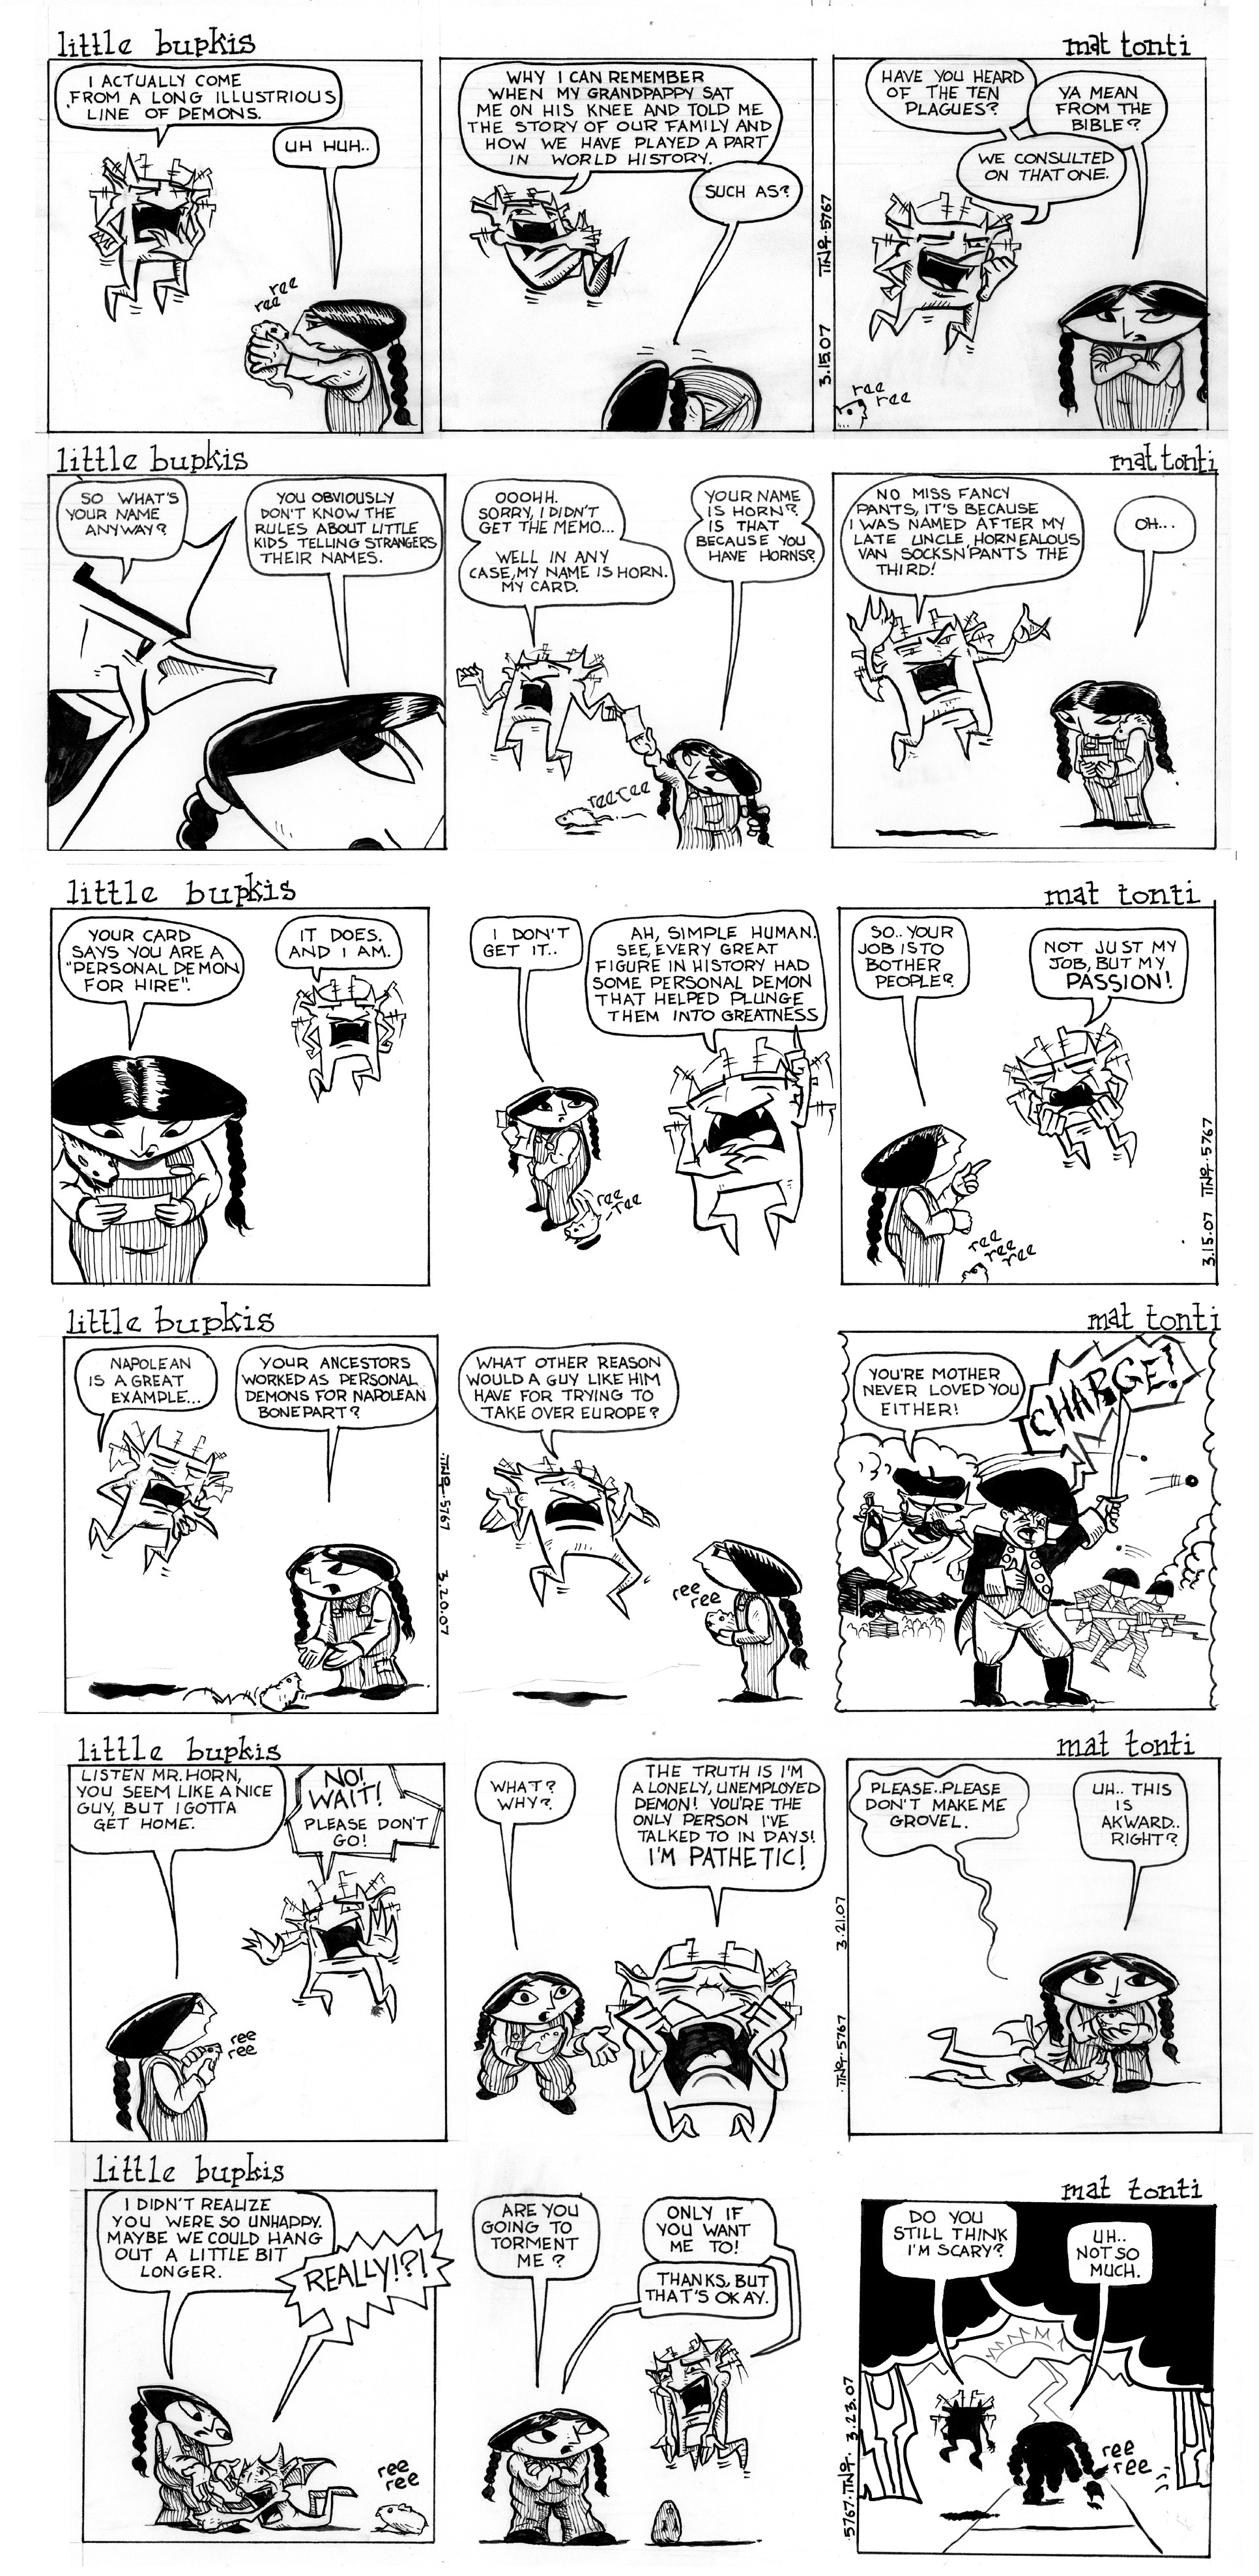 little bupkis
mat tonti
I ACTUALLY COME
FROM A LONG ILLUSTRIOUS
LINE OF DEMONS.
UH HUH..
ree
ree
WHY I CAN REMEMBER
WHEN MY GRANDPAPPY SAT
ME ON HIS KNEE AND TOLD ME
THE STORY OF OUR FAMILY AND
HOW WE HAVE PLAYED A PART
IN WORLD HISTORY.
SUCH AS?
3.15.07 5767
HAVE YOU HEARD
OF THE TEN
PLAGUES?
YA MEAN
FROM THE
BIBLE?
WE CONSULTED
ON THAT ONE.
ree
ree
little bupkis
mat tonti
SO WHAT'S
YOUR NAME
ANYWAY?
YOU OBVIOUSLY
DON'T KNOW THE
RULES ABOUT LITTLE
KIDS TELLING STRANGERS
THEIR NAMES.
OOOHH.
SORRY, I DIDN'T
GET THE MEMO...
WELL IN ANY
CASE, MY NAME IS HORN.
MY CARD.
YOUR NAME
IS HORN?
IS THAT
BECAUSE YOU
HAVE HORNS?
ree ree
NO MISS FANCY
PANTS, IT'S BECAUSE
I WAS NAMED AFTER MY
LATE UNCLE, HORNEALOUS
VAN SOCKSN'PANTS THE
THIRD!
OH...
little bupkis
mat tonti
YOUR CARD
SAYS YOU ARE A
"PERSONAL DEMON
FOR HIRE".
IT DOES.
AND I AM.
I DON'T
GET IT..
AH, SIMPLE HUMAN.
SEE, EVERY GREAT
FIGURE IN HISTORY HAD
SOME PERSONAL DEMON
THAT HELPED PLUNGE
THEM INTO GREATNESS
ree
ree
SO.. YOUR
JOB IS TO
BOTHER
PEOPLE?
NOT JUST MY
JOB, BUT MY
PASSION!
ree
ree
ree
3.15.07 5767
little bupkis
mat tonti
NAPOLEAN
IS A GREAT
EXAMPLE...
YOUR ANCESTORS
WORKED AS PERSONAL
DEMONS FOR NAPOLEAN
BONEPART?
5767 3.20.07
WHAT OTHER REASON
WOULD A GUY LIKE HIM
HAVE FOR TRYING TO
TAKE OVER EUROPE?
ree
ree
YOU'RE MOTHER
NEVER LOVED YOU
EITHER!
CHARGE!
little bupkis
mat tonti
LISTEN MR. HORN,
YOU SEEM LIKE A NICE
GUY, BUT I GOTTA
GET HOME.
NO!
WAIT!
PLEASE DON'T
GO!
ree
ree
WHAT?
WHY?
THE TRUTH IS I'M
A LONELY, UNEMPLOYED
DEMON! YOU'RE THE
ONLY PERSON I'VE
TALKED TO IN DAYS!
I'M PATHETIC!
5767 3.21.07
PLEASE..PLEASE
DON'T MAKE ME
GROVEL.
UH.. THIS
IS
AKWARD..
RIGHT?
little bupkis
mat tonti
I DIDN'T REALIZE
YOU WERE SO UNHAPPY.
MAYBE WE COULD HANG
OUT A LITTLE BIT
LONGER.
REALLY!?!
ree
ree
ARE YOU
GOING TO
TORMENT
ME?
ONLY IF
YOU WANT
ME TO!
THANKS, BUT
THAT'S OKAY.
5767 3.23.07
DO YOU
STILL THINK
I'M SCARY?
UH..
NOT SO
MUCH.
ree
ree